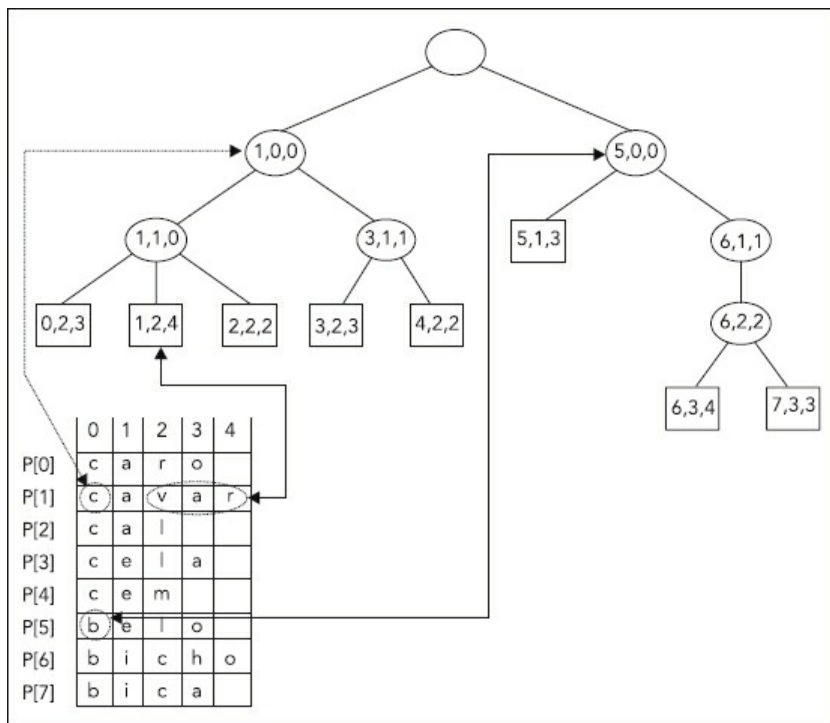 1,0,0 5,0,0
1,1,0 3,1,1 5,1,3 6,1,1
0,2,3 1,2,4 2,2,2 3,2,3 4,2,2 6,2,2
6,3,4 7,3,3
0 1 2 3 4
P[0] c a r o
P[1] c a v a r
P[2] c a l
P[3] c e l a
P[4] c e m
P[5] b e l o
P[6] b i c h o
P[7] b i c a